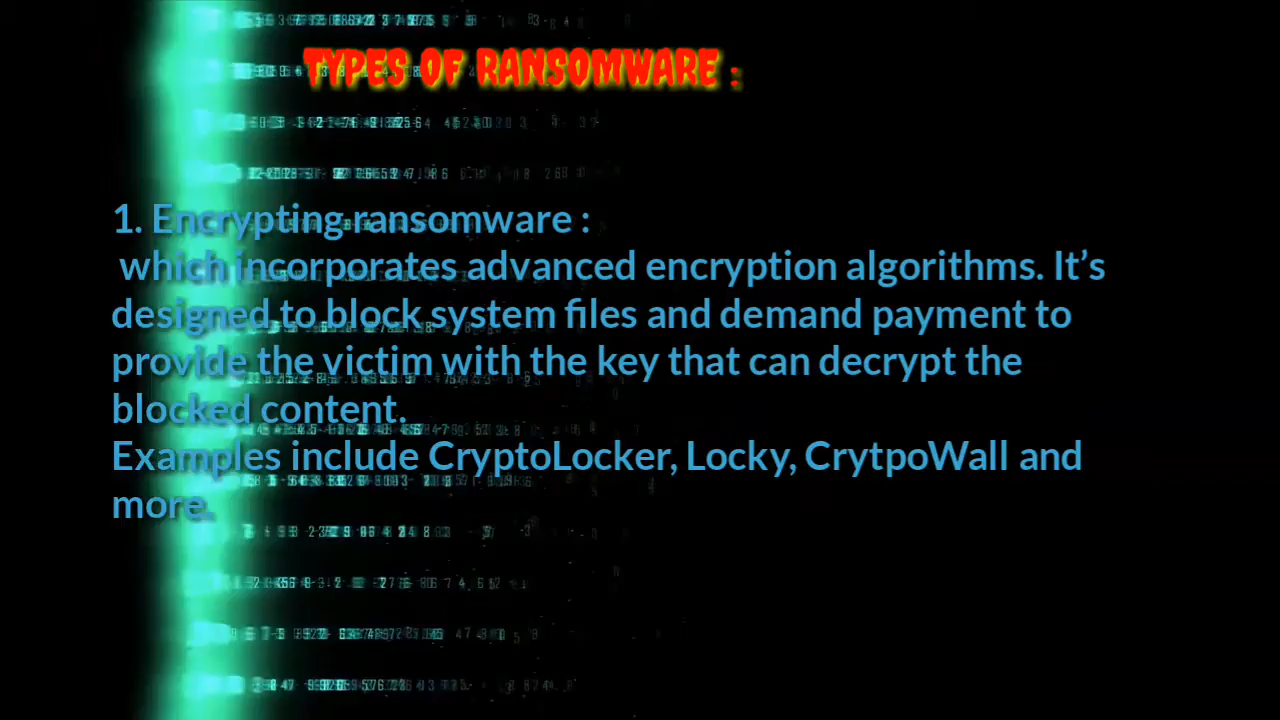 TYPES OF RANSOMWARE :
1. Encrypting ransomware :
which incorporates advanced encryption algorithms. It’s
designed to block system files and demand payment to
provide the victim with the key that can decrypt the
blocked content.
Examples include CryptoLocker, Locky, CrytpoWall and
more.